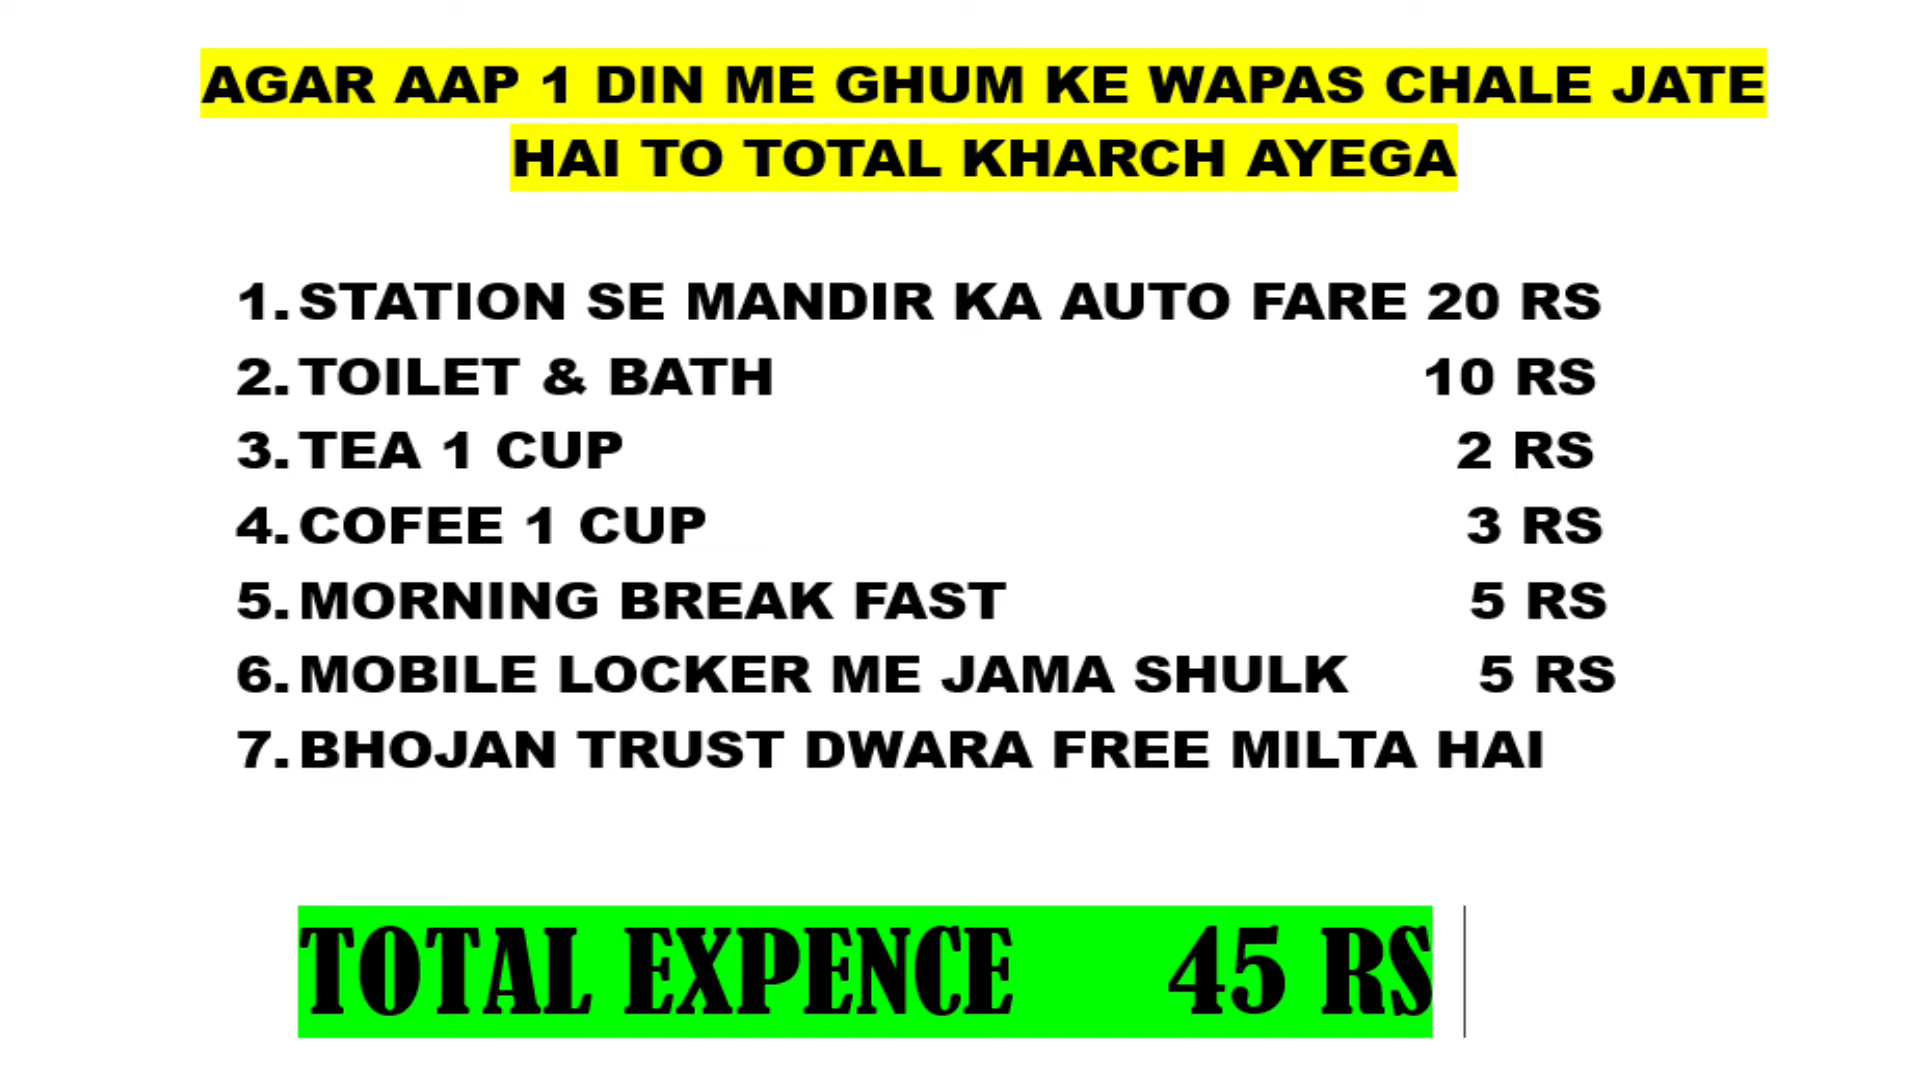 AGAR AAP 1 DIN ME GHUM KE WAPAS CHALE JATE
HAI TO TOTAL KHARCH AYEGA
1. STATION SE MANDIR KA AUTO FARE 20 RS
2. TOILET & BATH 10 RS
3. TEA 1 CUP 2 RS
4. COFEE 1 CUP 3 RS
5. MORNING BREAK FAST 5 RS
6. MOBILE LOCKER ME JAMA SHULK 5 RS
7. BHOJAN TRUST DWARA FREE MILTA HAI
TOTAL EXPENCE 45 RS